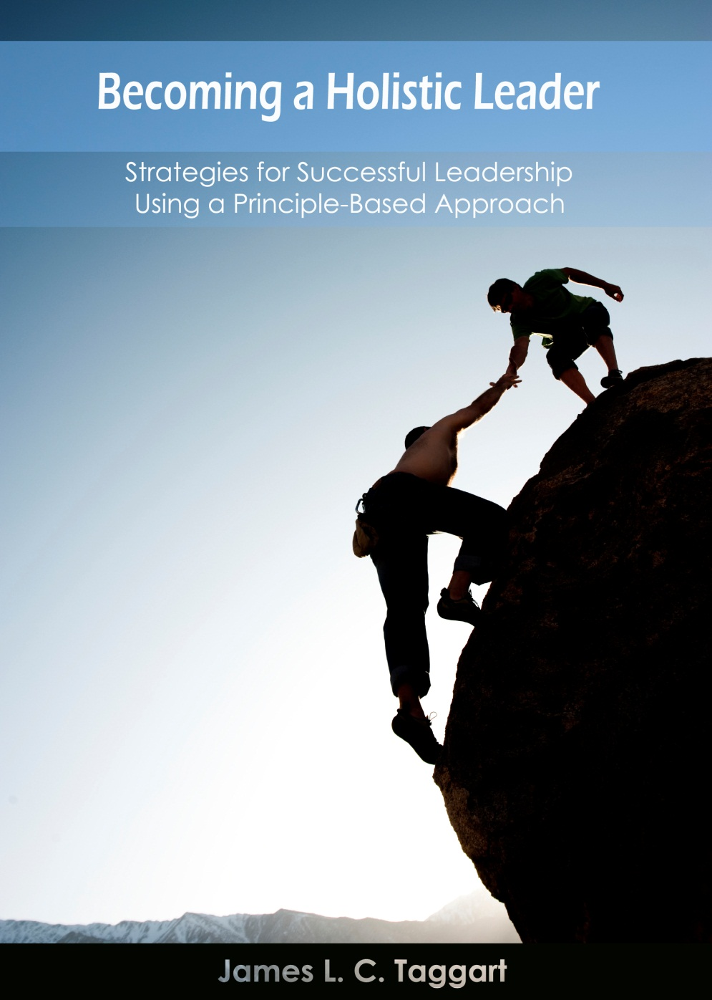 Becoming a Holistic Leader
Strategies for Successful Leadership
Using a Principle-Based Approach
James L. C. Taggart